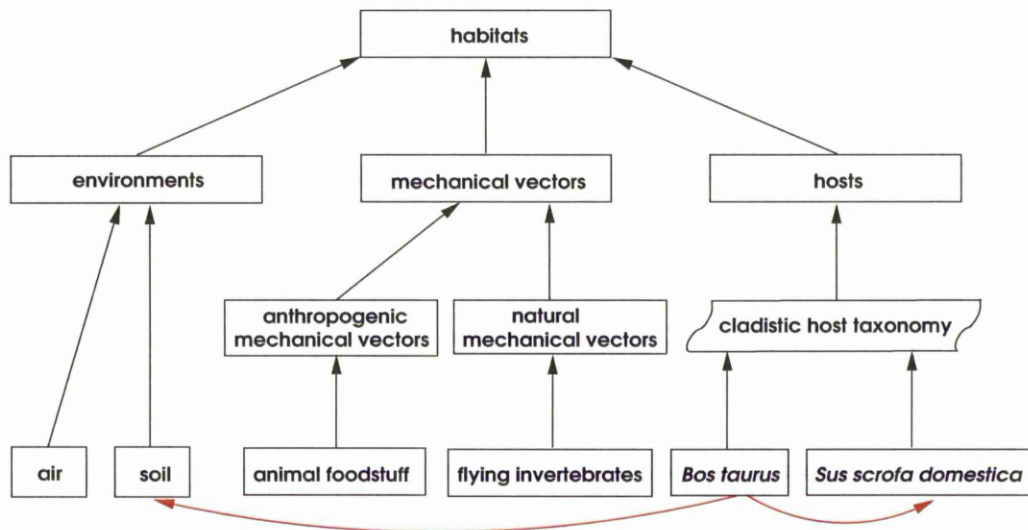 habitats
environments
mechanical vectors
hosts
anthropogenic
mechanical vectors
natural
mechanical vectors
cladistic host taxonomy
air
soil
animal foodstuff
flying invertebrates
Bos taurus
Sus scrofa domestica